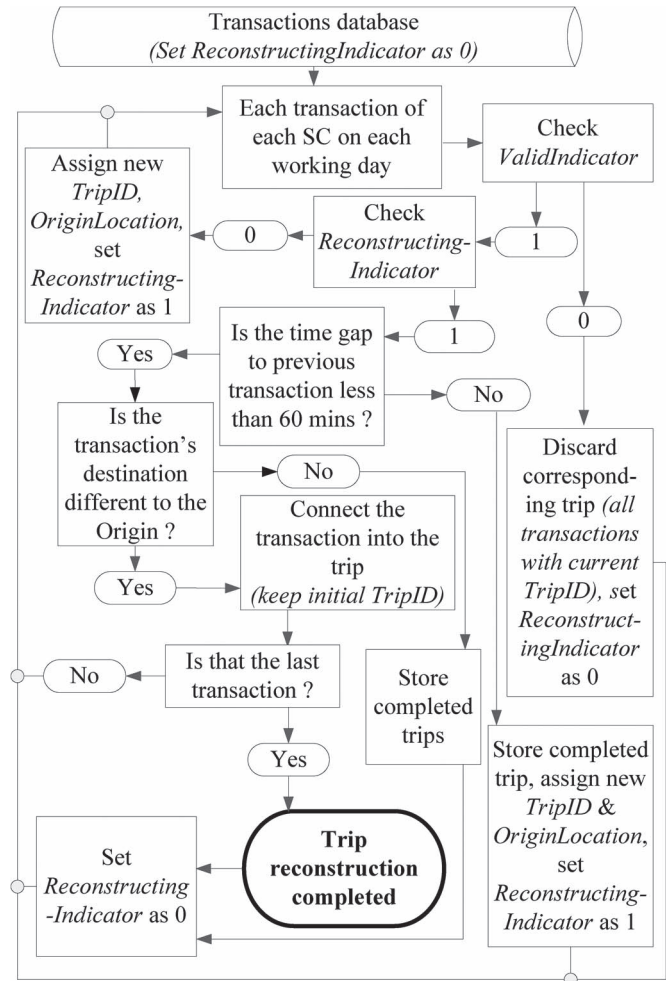 Transactions database
(Set ReconstructingIndicator as 0)
Each transaction of
each SC on each
working day
Check
ValidIndicator
Assign new
TripID,
OriginLocation,
set
Reconstructing-
Indicator as 1
0
Check
Reconstructing-
Indicator
1
0
Yes
Is the time gap
to previous
transaction less
than 60 mins ?
1
No
Is the
transaction's
destination
different to the
Origin ?
No
Discard
correspond-
ing trip (all
transactions
with current
TripID), set
Reconstruct-
ingIndicator
as 0
Yes
Connect the
transaction into the
trip
(keep initial TripID)
No
Is that the last
transaction ?
Store
completed
trips
Yes
Store completed
trip, assign new
TripID &
OriginLocation,
set
Reconstructing-
Indicator as 1
Set
Reconstructing
-Indicator as 0
Trip
reconstruction
completed